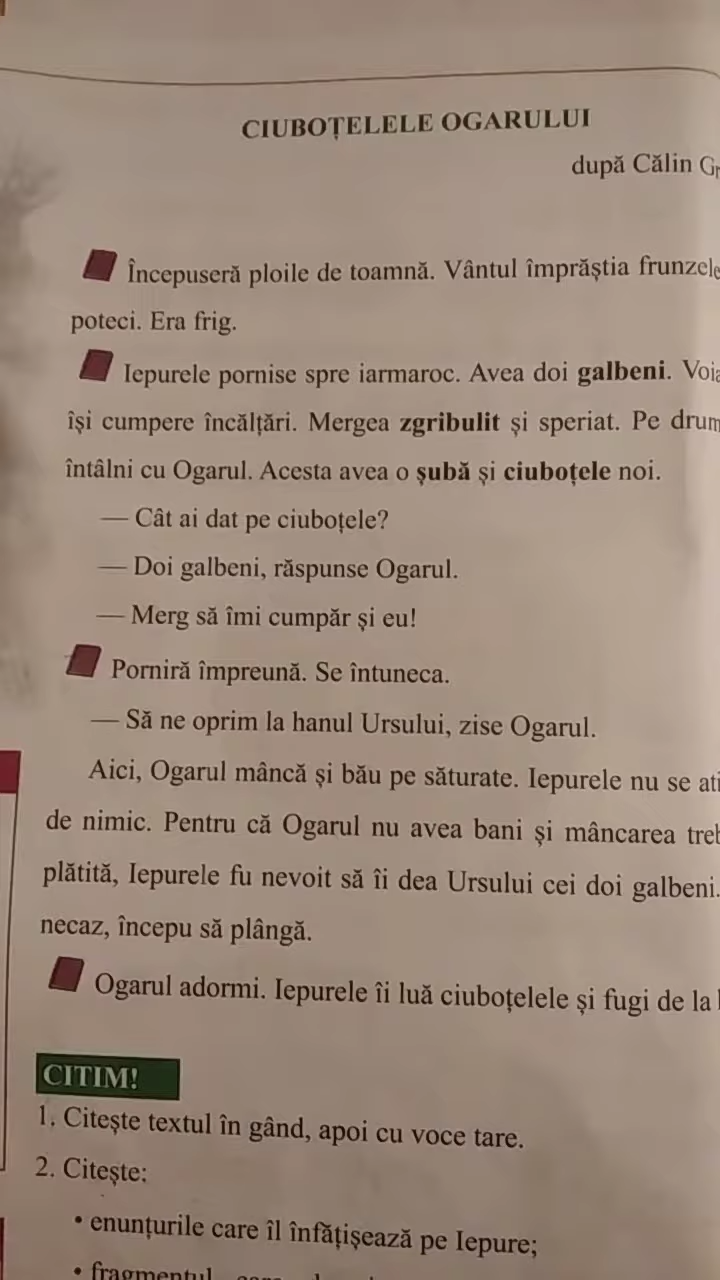 CIUBOȚELELE OGARULUI
după Călin
Începuseră ploile de toamnă. Vântul împrăștia frunzele
poteci. Era frig.
Iepurele pornise spre iarmaroc. Avea doi galbeni.
își cumpere încălțări. Mergea zgribulit și speriat. Pe drum
întâlni cu Ogarul. Acesta avea o șubă și ciuboțele noi.
— Cât ai dat pe ciuboțele?
— Doi galbeni, răspunse Ogarul.
— Merg să îmi cumpăr și eu!
Porniră împreună. Se întuneca.
— Să ne oprim la hanul Ursului, zise Ogarul.
Aici, Ogarul mâncă și bău pe săturate. Iepurele nu se
de nimic. Pentru că Ogarul nu avea bani și mâncarea
plătită, Iepurele fu nevoit să îi dea Ursului cei doi galbeni.
necaz, începu să plângă.
Ogarul adormi. Iepurele îi luă ciuboțelele și fugi de la
CITIM!
1. Citește textul în gând, apoi cu voce tare.
2. Citește:
• enunțurile care îl înfățișează pe Iepure;
• fragmentul